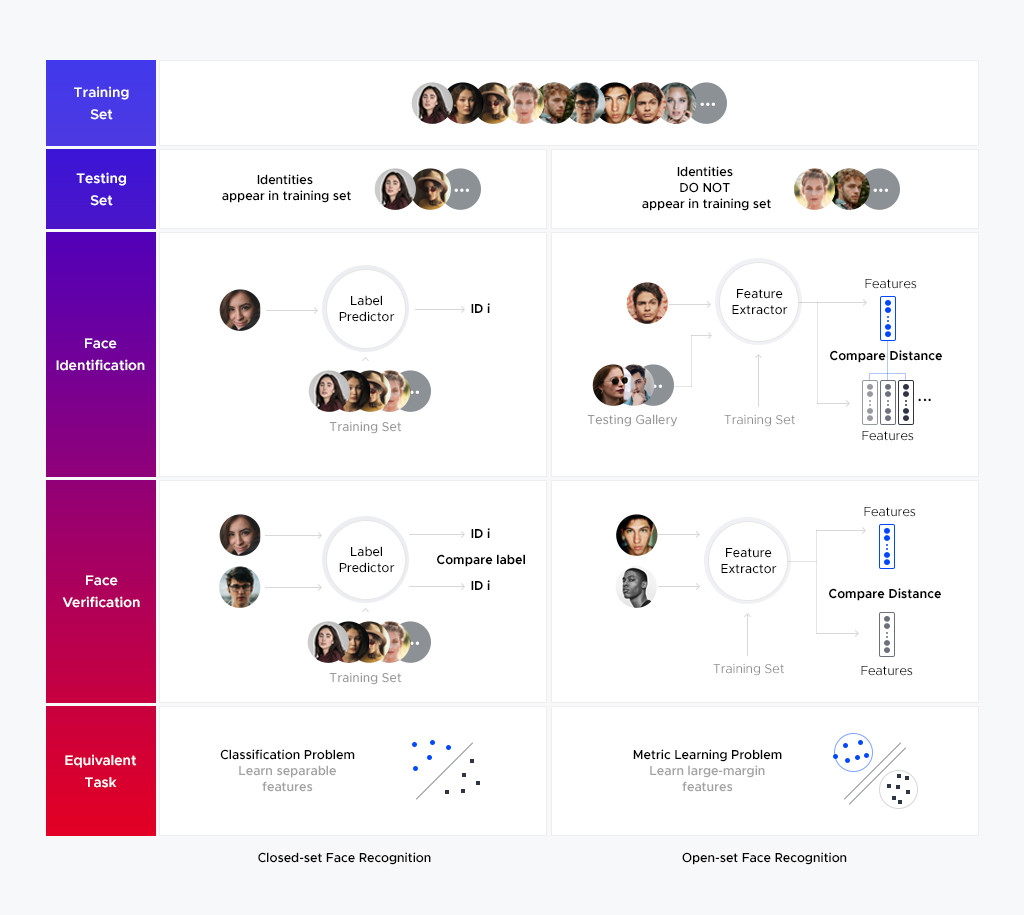 Training
Set
Testing
Set
Identities
appear in training set
Identities
DO NOT
appear in training set
Face
Identification
Label
Predictor
ID i
Training Set
Feature
Extractor
Testing Gallery
Training Set
Features
Compare Distance
Features
Face
Verification
Label
Predictor
ID i
Compare label
ID i
Training Set
Feature
Extractor
Training Set
Features
Compare Distance
Features
Equivalent
Task
Classification Problem
Learn separable
features
Metric Learning Problem
Learn large-margin
features
Closed-set Face Recognition
Open-set Face Recognition